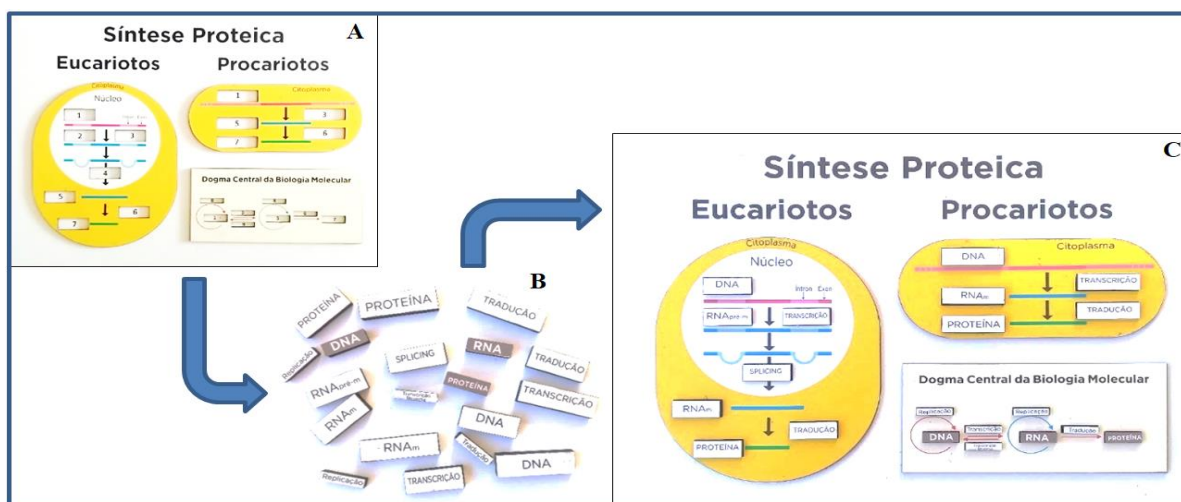 A
Síntese Proteica
Eucariotos
Procariotos
Citoplasma
Núcleo
1
2
3
4
5
6
7
Citoplasma
1
3
5
6
7
Dogma Central da Biologia Molecular
B
PROTEÍNA
PROTEÍNA
TRADUÇÃO
Replicação
DNA
SPLICING
RNA
TRADUÇÃO
RNApré-m
PROTEÍNA
TRANSCRIÇÃO
RNAm
DNA
RNAm
Tradução
DNA
Replicação
TRANSCRIÇÃO
C
Síntese Proteica
Eucariotos
Procariotos
Citoplasma
Núcleo
DNA
Intron Exon
RNApré-m
TRANSCRIÇÃO
SPLICING
RNAm
TRADUÇÃO
PROTEÍNA
Citoplasma
DNA
TRANSCRIÇÃO
RNAm
TRADUÇÃO
PROTEÍNA
Dogma Central da Biologia Molecular
Replicação
Replicação
DNA
Transcrição
RNA
Tradução
PROTEÍNA